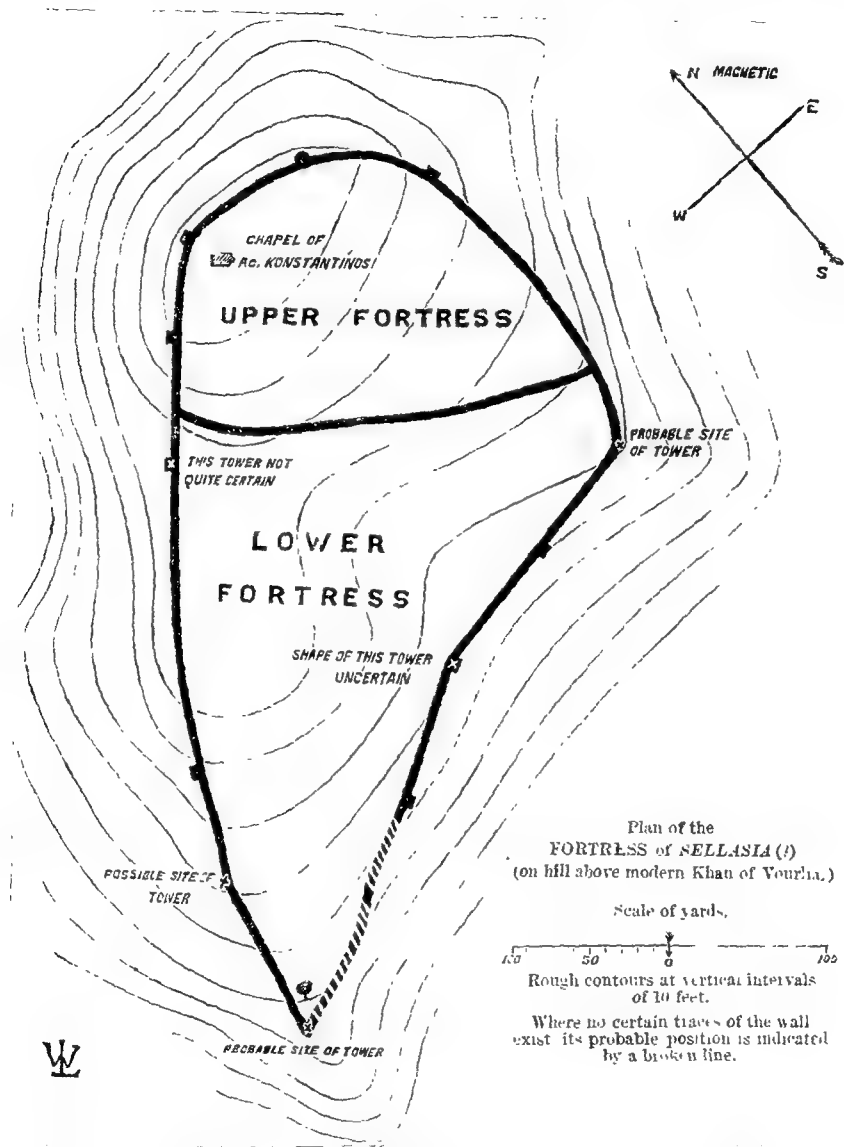 N MAGNETIC
E
W
S
CHAPEL OF
AG. KONSTANTINOS
UPPER FORTRESS
PROBABLE SITE
OF TOWER
THIS TOWER NOT
QUITE CERTAIN
LOWER
FORTRESS
SHAPE OF THIS TOWER
UNCERTAIN
POSSIBLE SITE OF
TOWER
PROBABLE SITE OF TOWER
Plan of the
FORTRESS of SELLASIA (?)
(on hill above modern Khan of Vourlia.)
Scale of yards.
100 50 0 100
Rough contours at vertical intervals
of 10 feet.
Where no certain traces of the wall
exist its probable position is indicated
by a broken line.